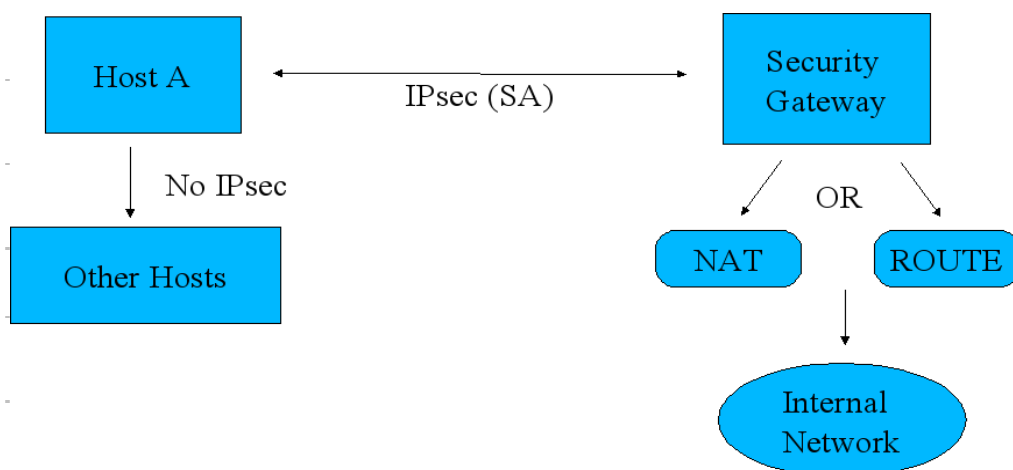 Host A
IPsec (SA)
Security
Gateway
No IPsec
OR
Other Hosts
NAT
ROUTE
Internal
Network